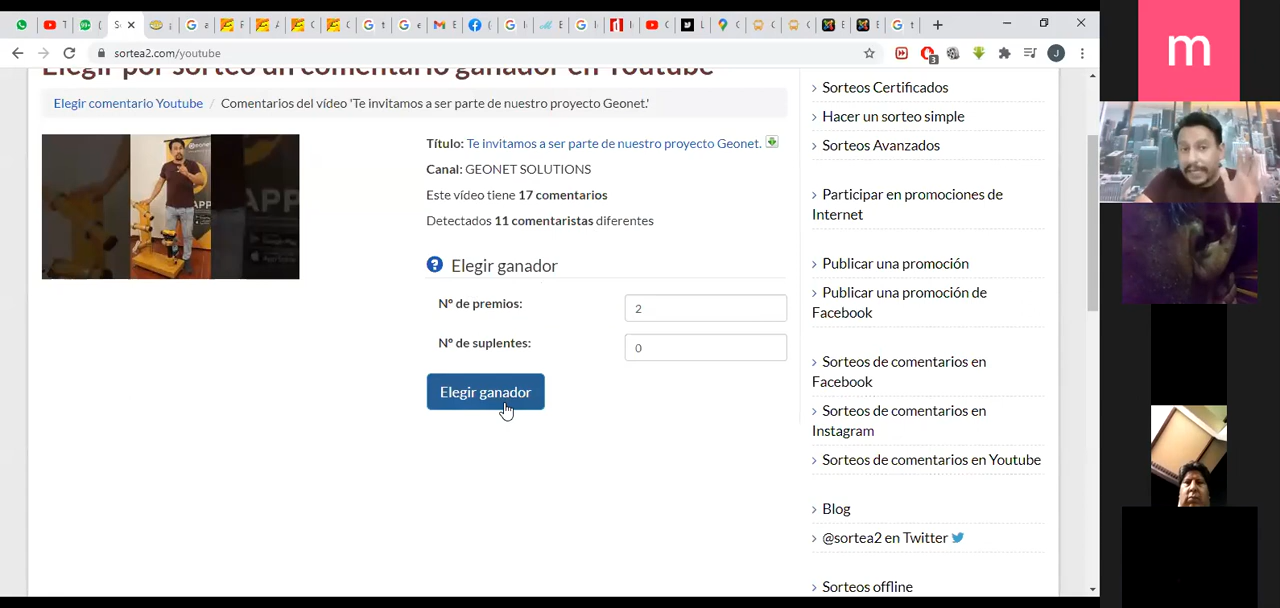 sortea2.com/youtube
3
J
Elegir por sorteo un comentario ganador en Youtube
Elegir comentario Youtube / Comentarios del vídeo 'Te invitamos a ser parte de nuestro proyecto Geonet.'
Título: Te invitamos a ser parte de nuestro proyecto Geonet.
Canal: GEONET SOLUTIONS
Este vídeo tiene 17 comentarios
Detectados 11 comentaristas diferentes
? Elegir ganador
Nº de premios: 2
Nº de suplentes: 0
Elegir ganador
Sorteos Certificados
Hacer un sorteo simple
Sorteos Avanzados
Participar en promociones de
Internet
Publicar una promoción
Publicar una promoción de
Facebook
Sorteos de comentarios en
Facebook
Sorteos de comentarios en
Instagram
Sorteos de comentarios en Youtube
Blog
@sortea2 en Twitter
Sorteos offline
m